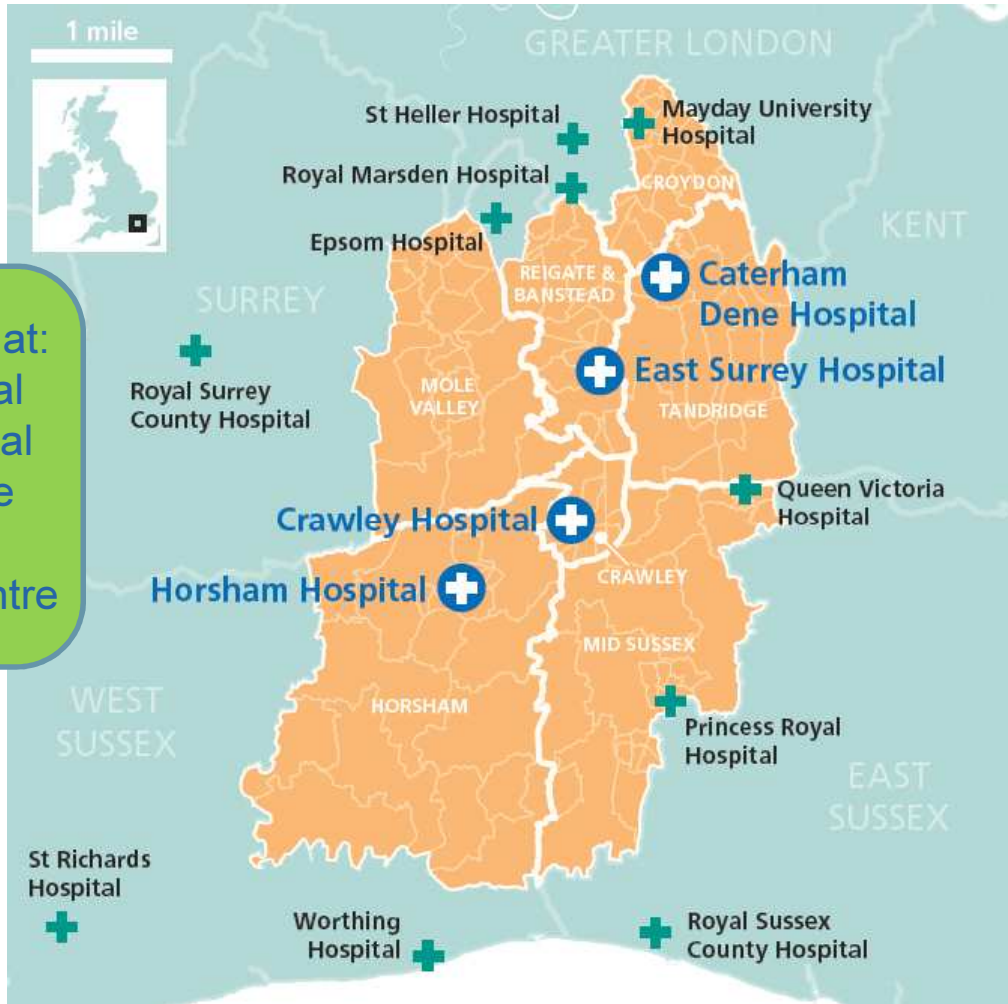 1 mile
GREATER LONDON
St Heller Hospital
Mayday University
Hospital
Royal Marsden Hospital
CROYDON
Epsom Hospital
KENT
REIGATE &
BANSTEAD
Caterham
Dene Hospital
SURREY
at:
al
al
e
ntre
East Surrey Hospital
Royal Surrey
County Hospital
MOLE
VALLEY
TANDRIDGE
Queen Victoria
Hospital
Crawley Hospital
CRAWLEY
Horsham Hospital
MID SUSSEX
HORSHAM
WEST
SUSSEX
Princess Royal
Hospital
EAST
SUSSEX
St Richards
Hospital
Worthing
Hospital
Royal Sussex
County Hospital